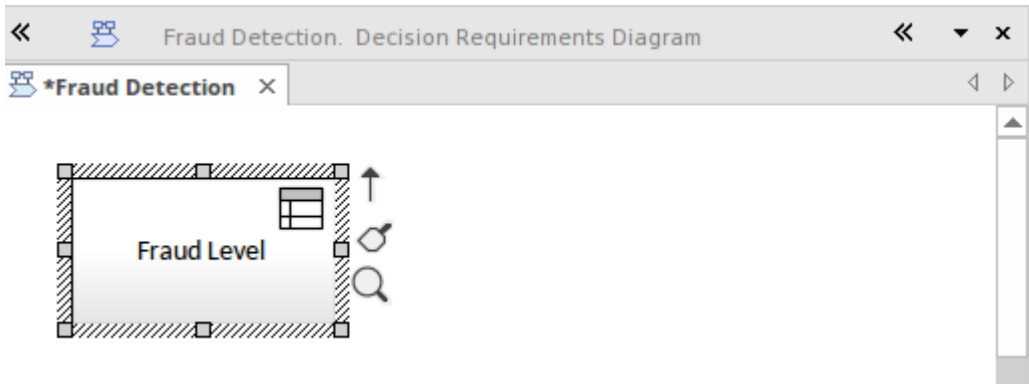 Fraud Detection.  Decision Requirements Diagram
*Fraud Detection
Fraud Level